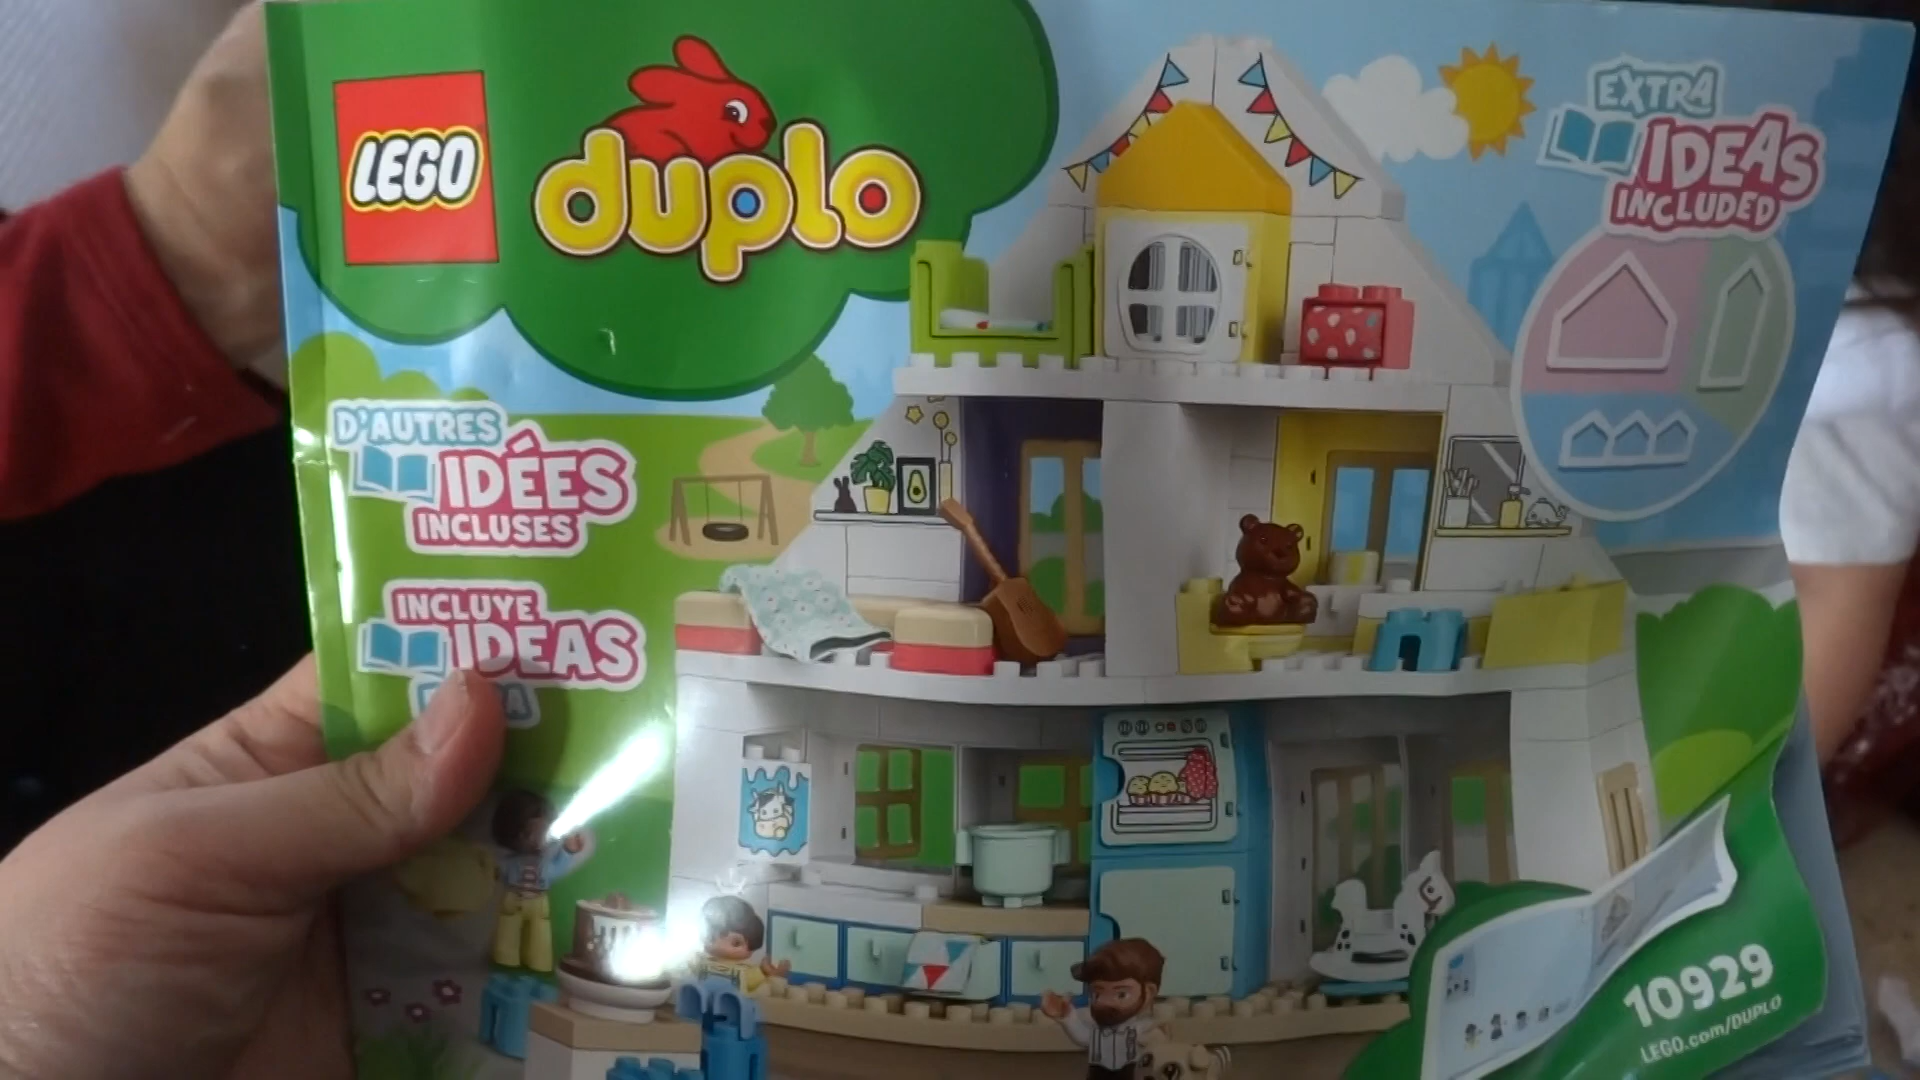 LEGO
duplo
EXTRA
IDEAS
INCLUDED
D'AUTRES
IDÉES
INCLUSES
INCLUYE
IDEAS
10929
LEGO.com/DUPLO